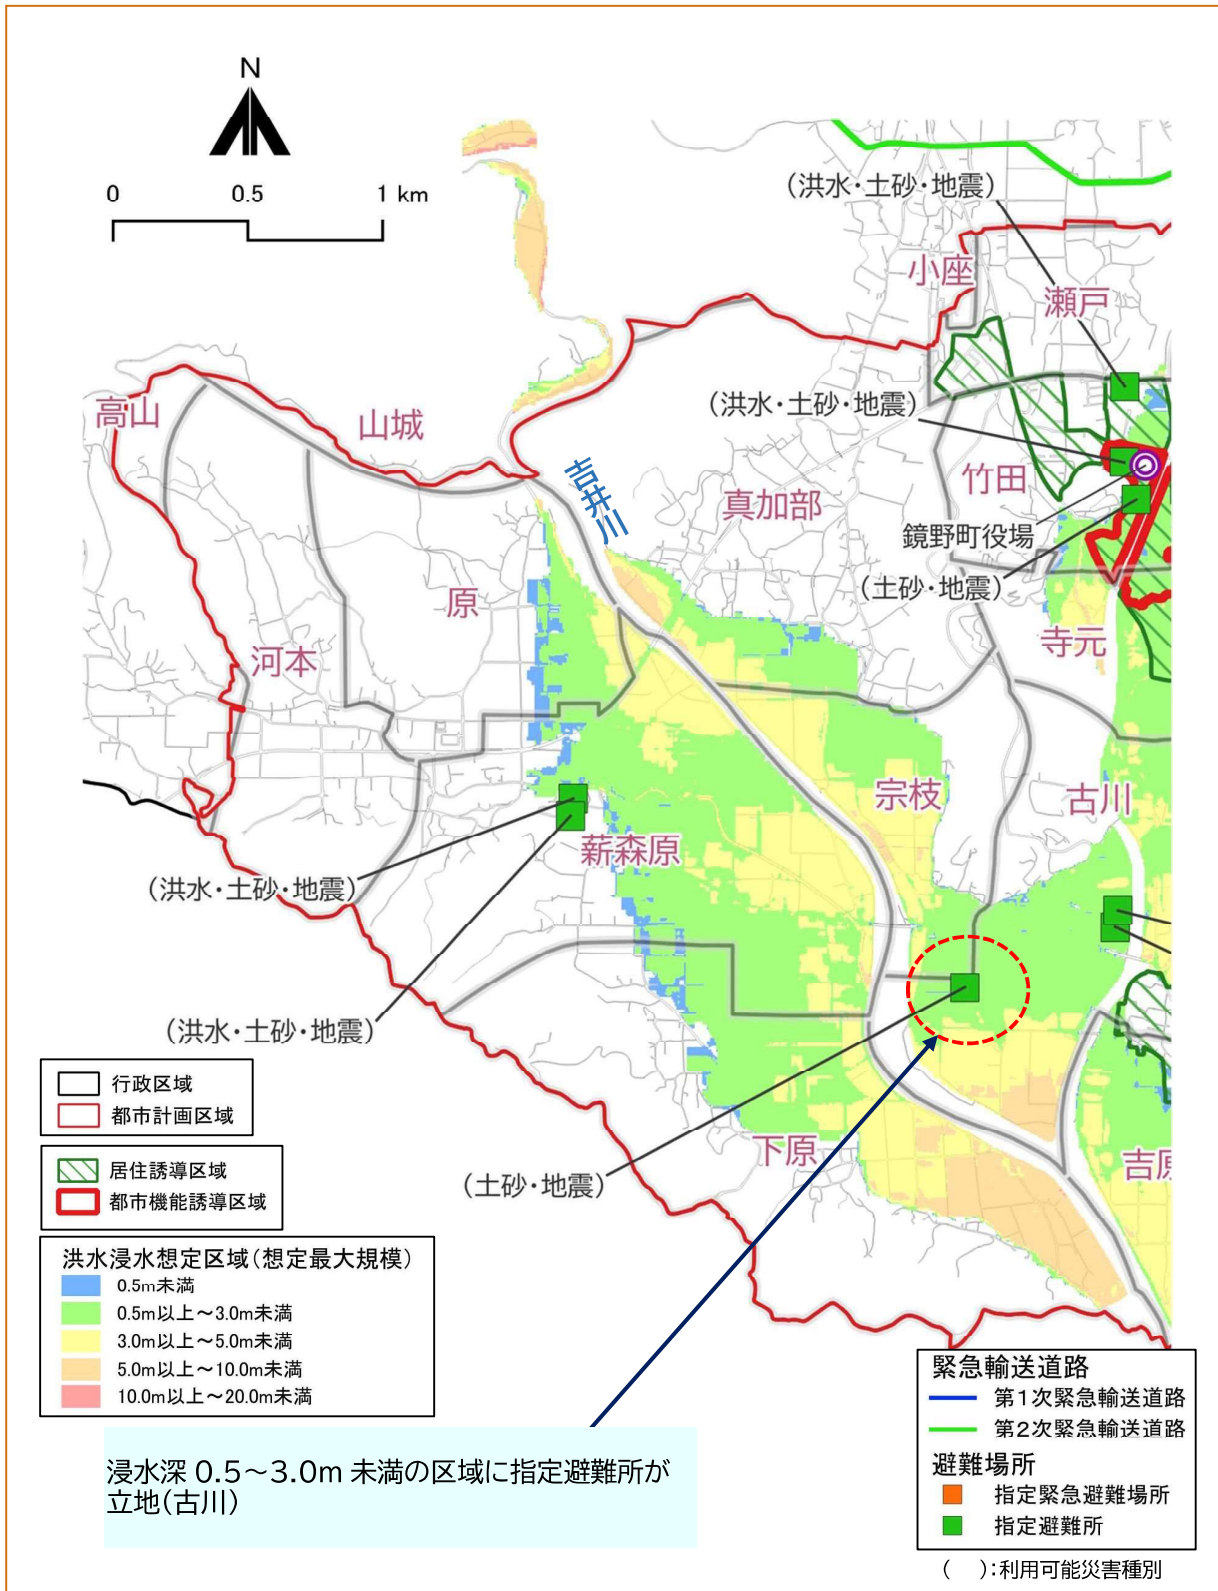 N
0 0.5 1 km
(洪水・土砂・地震)
小座
瀬戸
高山
山城
(洪水・土砂・地震)
吉井川
真加部
竹田
鏡野町役場
(土砂・地震)
原
河本
寺元
宗枝
古川
薪森原
(洪水・土砂・地震)
(洪水・土砂・地震)
下原
(土砂・地震)
行政区域
都市計画区域
居住誘導区域
都市機能誘導区域
洪水浸水想定区域(想定最大規模)
0.5m未満
0.5m以上～3.0m未満
3.0m以上～5.0m未満
5.0m以上～10.0m未満
10.0m以上～20.0m未満
緊急輸送道路
第1次緊急輸送道路
第2次緊急輸送道路
避難場所
指定緊急避難場所
指定避難所
(　):利用可能災害種別
浸水深 0.5～3.0m 未満の区域に指定避難所が
立地(古川)